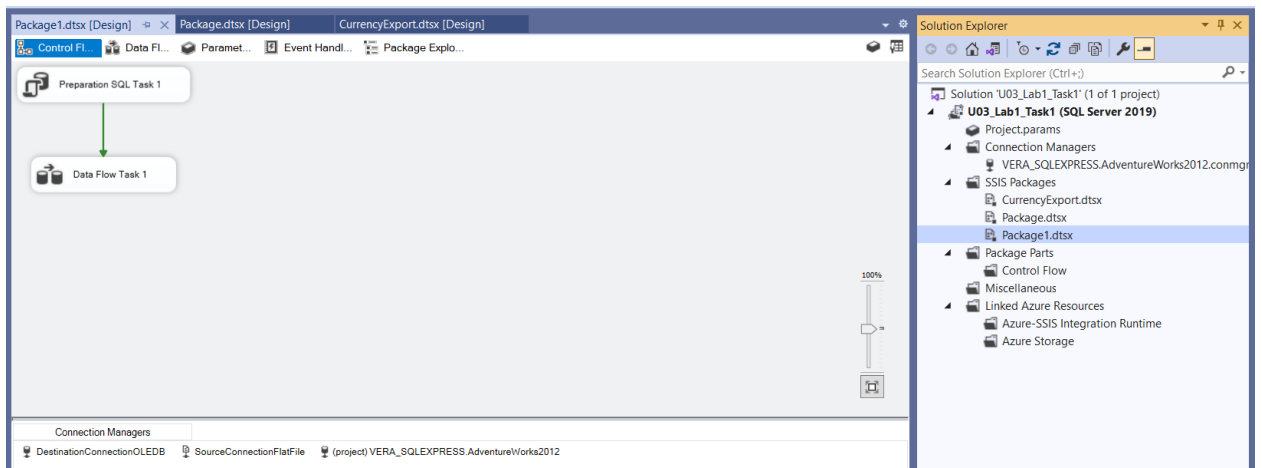 Package1.dtsx [Design] Package.dtsx [Design] CurrencyExport.dtsx [Design]
Control Fl... Data Fl... Paramet... Event Handl... Package Explo...
Preparation SQL Task 1
Data Flow Task 1
100%
Connection Managers
DestinationConnectionOLEDB SourceConnectionFlatFile (project) VERA_SQLEXPRESS.AdventureWorks2012
Solution Explorer
Search Solution Explorer (Ctrl+;)
Solution 'U03_Lab1_Task1' (1 of 1 project)
U03_Lab1_Task1 (SQL Server 2019)
Project.params
Connection Managers
VERA_SQLEXPRESS.AdventureWorks2012.conmgr
SSIS Packages
CurrencyExport.dtsx
Package.dtsx
Package1.dtsx
Package Parts
Control Flow
Miscellaneous
Linked Azure Resources
Azure-SSIS Integration Runtime
Azure Storage